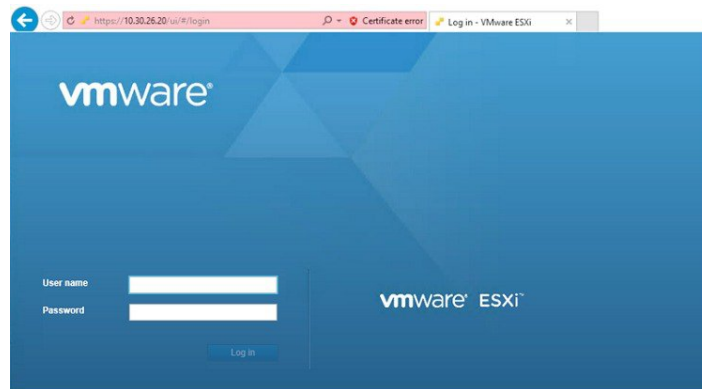 https://10.30.26.20/ui/#/login
Certificate error
Log in - VMware ESXi
vmware®
User name
Password
Log in
vmware® ESXi™